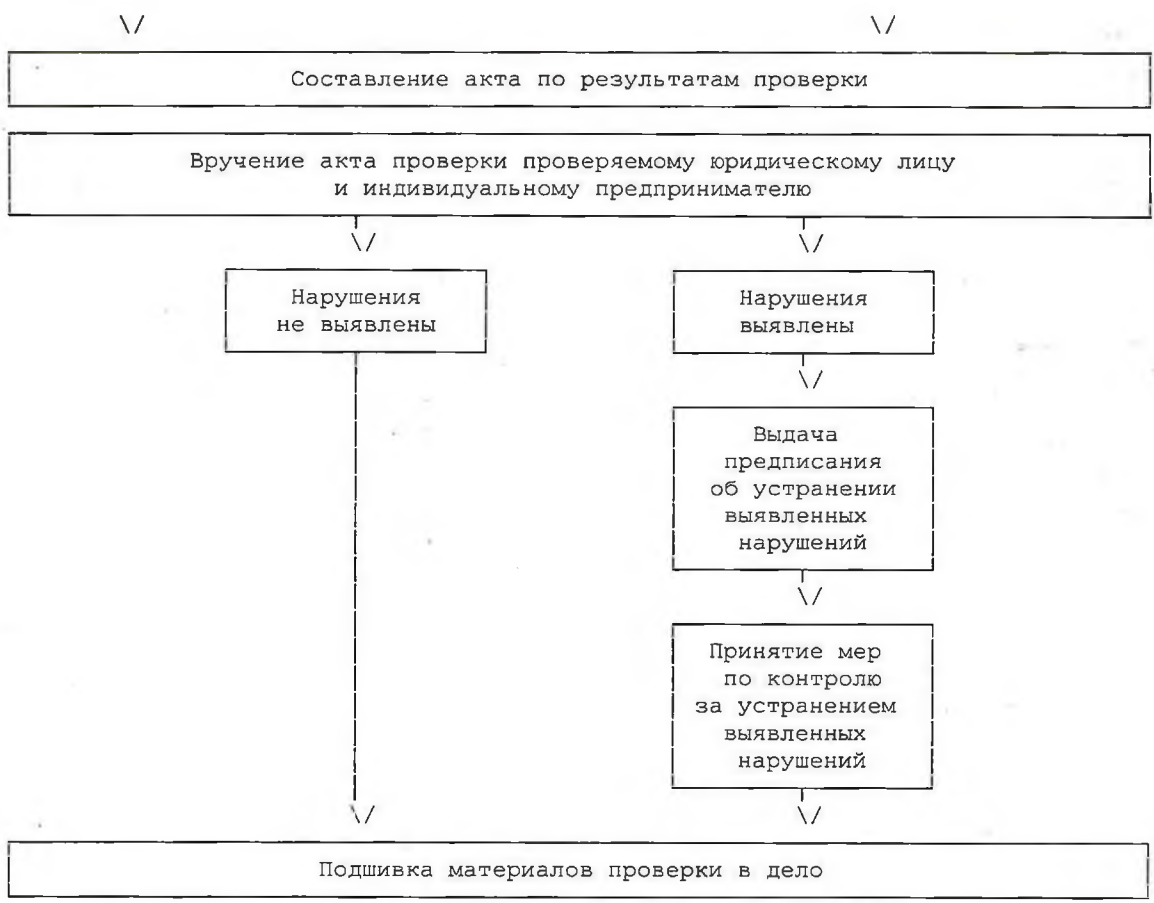 Составление акта по результатам проверки
Вручение акта проверки проверяемому юридическому лицу
и индивидуальному предпринимателю
Нарушения
не выявлены
Нарушения
выявлены
Выдача
предписания
об устранении
выявленных
нарушений
Принятие мер
по контролю
за устранением
выявленных
нарушений
Подшивка материалов проверки в дело